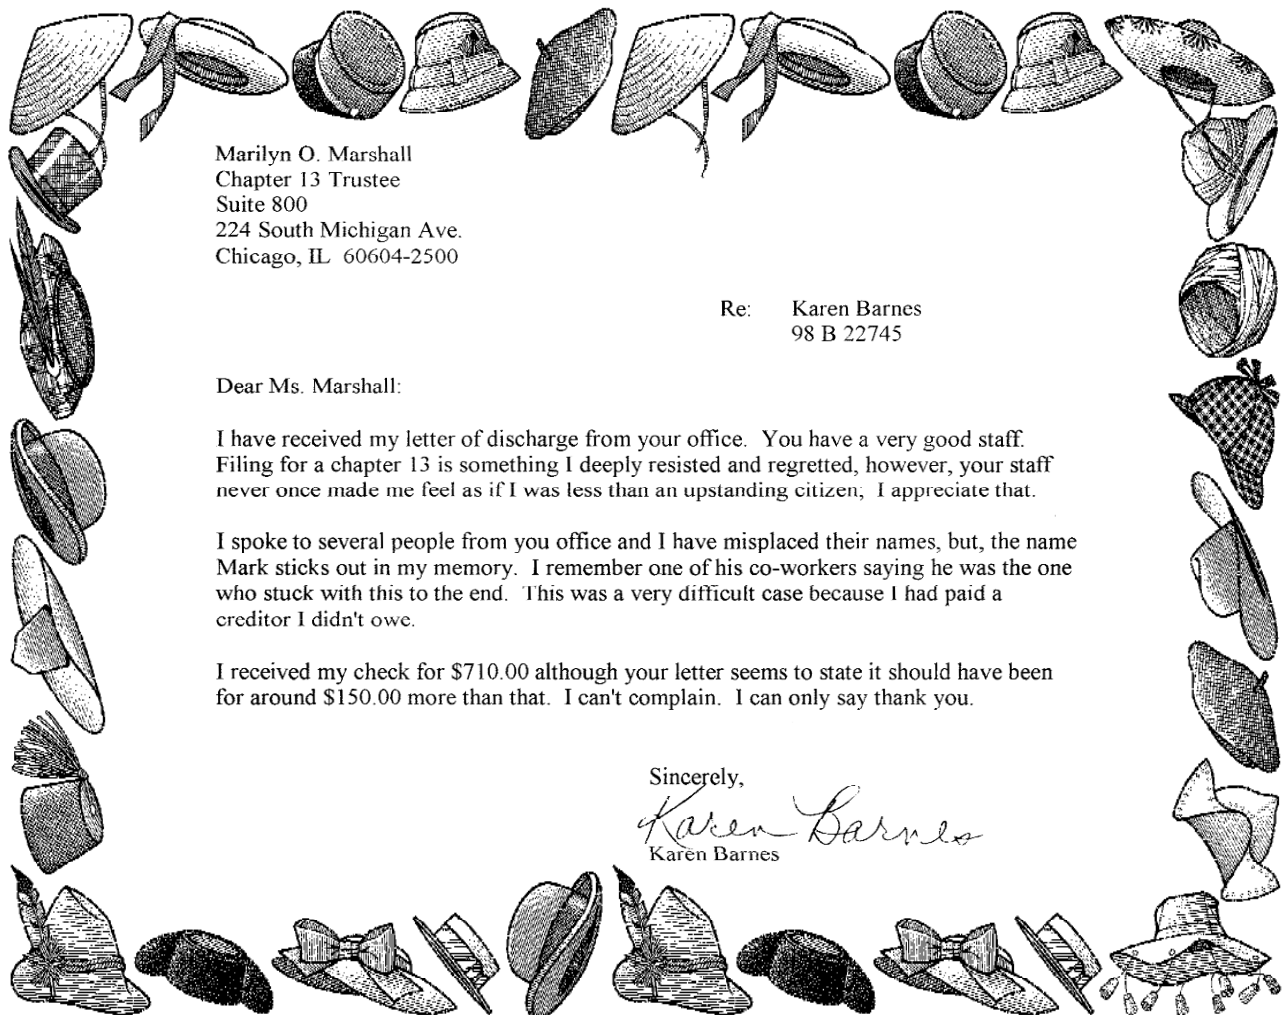 Marilyn O. Marshall
Chapter 13 Trustee
Suite 800
224 South Michigan Ave.
Chicago, IL 60604-2500
Re: Karen Barnes
98 B 22745
Dear Ms. Marshall:
I have received my letter of discharge from your office. You have a very good staff.
Filing for a chapter 13 is something I deeply resisted and regretted, however, your staff
never once made me feel as if I was less than an upstanding citizen; I appreciate that.
I spoke to several people from you office and I have misplaced their names, but, the name
Mark sticks out in my memory. I remember one of his co-workers saying he was the one
who stuck with this to the end. This was a very difficult case because I had paid a
creditor I didn't owe.
I received my check for $710.00 although your letter seems to state it should have been
for around $150.00 more than that. I can't complain. I can only say thank you.
Sincerely,
Karen Barnes
Karen Barnes